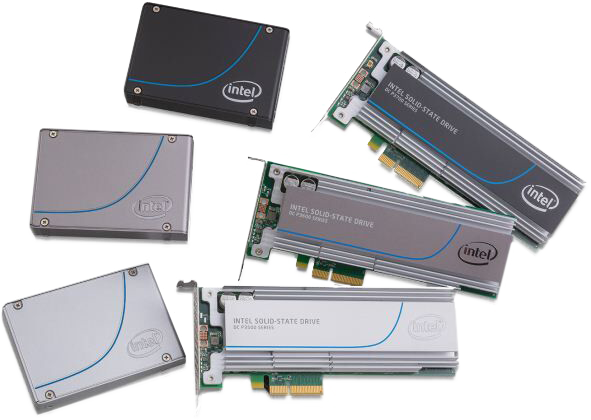 intel
INTEL SOLID-STATE DRIVE
DC P3700 SERIES
intel
intel
INTEL SOLID-STATE DRIVE
DC P3600 SERIES
intel
intel
INTEL SOLID-STATE DRIVE
DC P3500 SERIES
intel